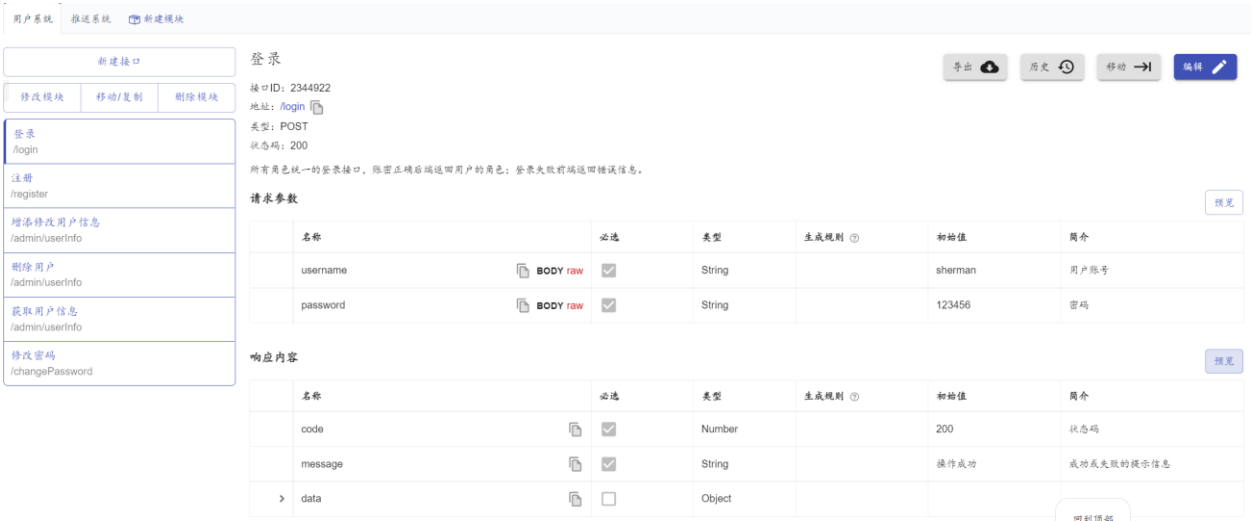 用户系统 推送系统 新建模块
新建接口
修改模块 移动/复制 删除模块
登录
/login
注册
/register
增添修改用户信息
/admin/userInfo
删除用户
/admin/userInfo
获取用户信息
/admin/userInfo
修改密码
/changePassword
登录
导出 历史 移动 编辑
接口ID: 2344922
地址: /login
类型: POST
状态码: 200
所有角色统一的登录接口, 账密正确后端返回用户的角色; 登录失败前端返回错误信息。
请求参数 预览
名称 必选 类型 生成规则 初始值 简介
username BODY raw String sherman 用户账号
password BODY raw String 123456 密码
响应内容 预览
名称 必选 类型 生成规则 初始值 简介
code Number 200 状态码
message String 操作成功 成功或失败的提示信息
data Object
回到顶部